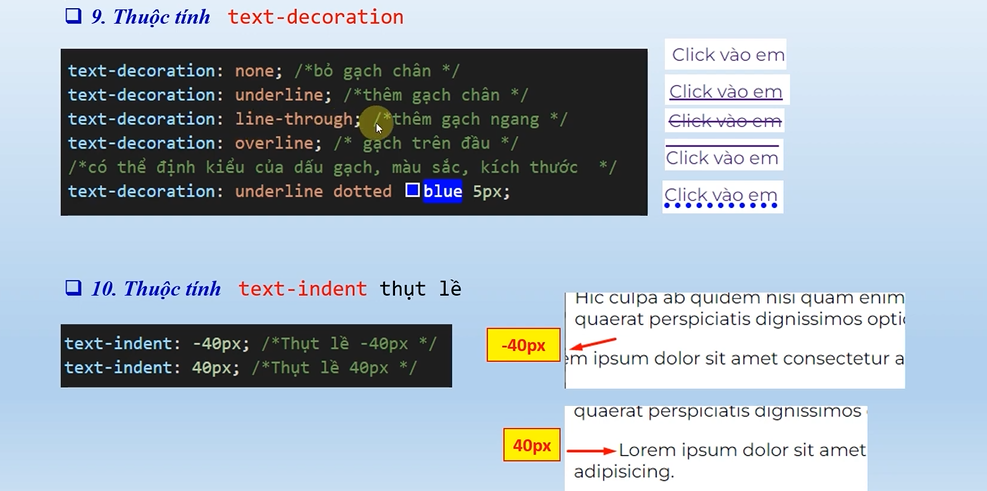 9. Thuộc tính text-decoration
text-decoration: none; /*bỏ gạch chân */
text-decoration: underline; /*thêm gạch chân */
text-decoration: line-through; /*thêm gạch ngang */
text-decoration: overline; /* gạch trên đầu */
/*có thể định kiểu của dấu gạch, màu sắc, kích thước */
text-decoration: underline dotted blue 5px;
Click vào em
Click vào em
Click vào em
Click vào em
Click vào em
10. Thuộc tính text-indent thụt lề
text-indent: -40px; /*Thụt lề -40px */
text-indent: 40px; /*Thụt lề 40px */
Hic culpa ab quidem nisi quam enim
quaerat perspiciatis dignissimos optio
-40px
em ipsum dolor sit amet consectetur a
quaerat perspiciatis dignissimos
40px
Lorem ipsum dolor sit amet
adipisicing.